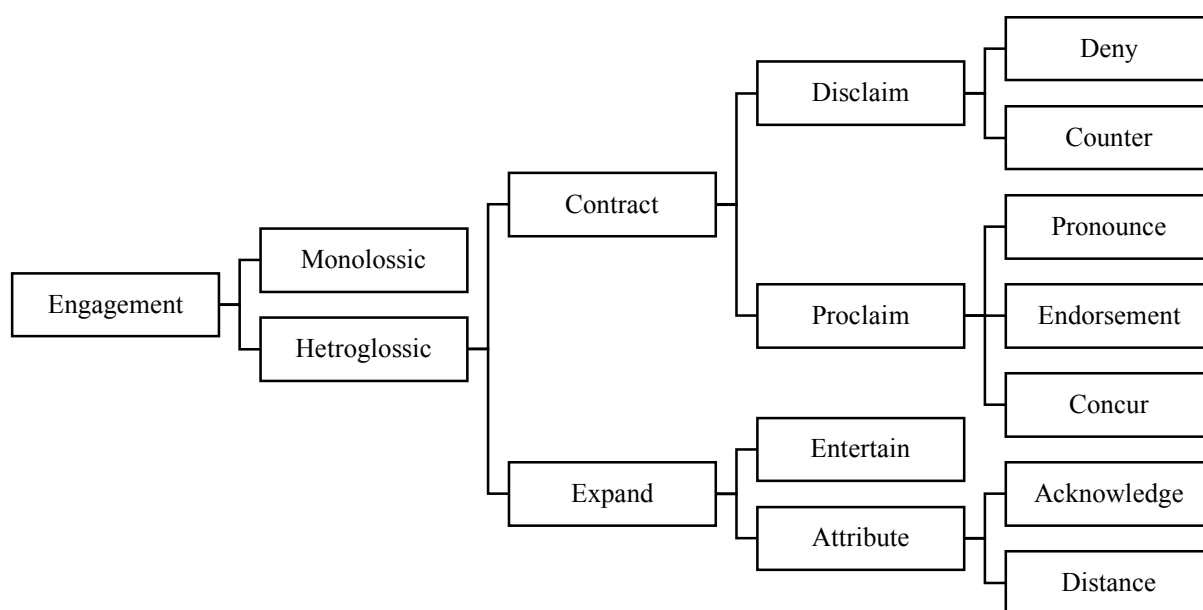 Engagement
Monolossic
Hetroglossic
Contract
Expand
Disclaim
Proclaim
Entertain
Attribute
Deny
Counter
Pronounce
Endorsement
Concur
Acknowledge
Distance